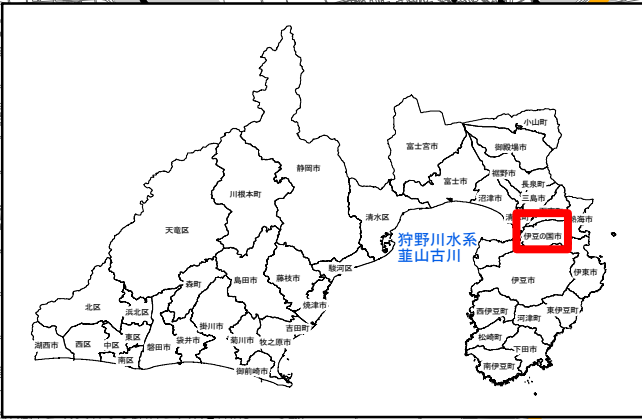 小山町
御殿場市
富士宮市
裾野市
静岡市
富士市
長泉町
川根本町
沼津市
三島市
清水区
熱海市
天竜区
狩野川水系
韮山古川
伊豆の国市
駿河区
伊東市
島田市
藤枝市
伊豆市
森町
焼津市
北区
浜北区
西伊豆町
東伊豆町
河津町
掛川市
吉田町
湖西市
西区
中区
東区
磐田市
袋井市
菊川市
牧之原市
松崎町
下田市
南区
南伊豆町
御前崎市